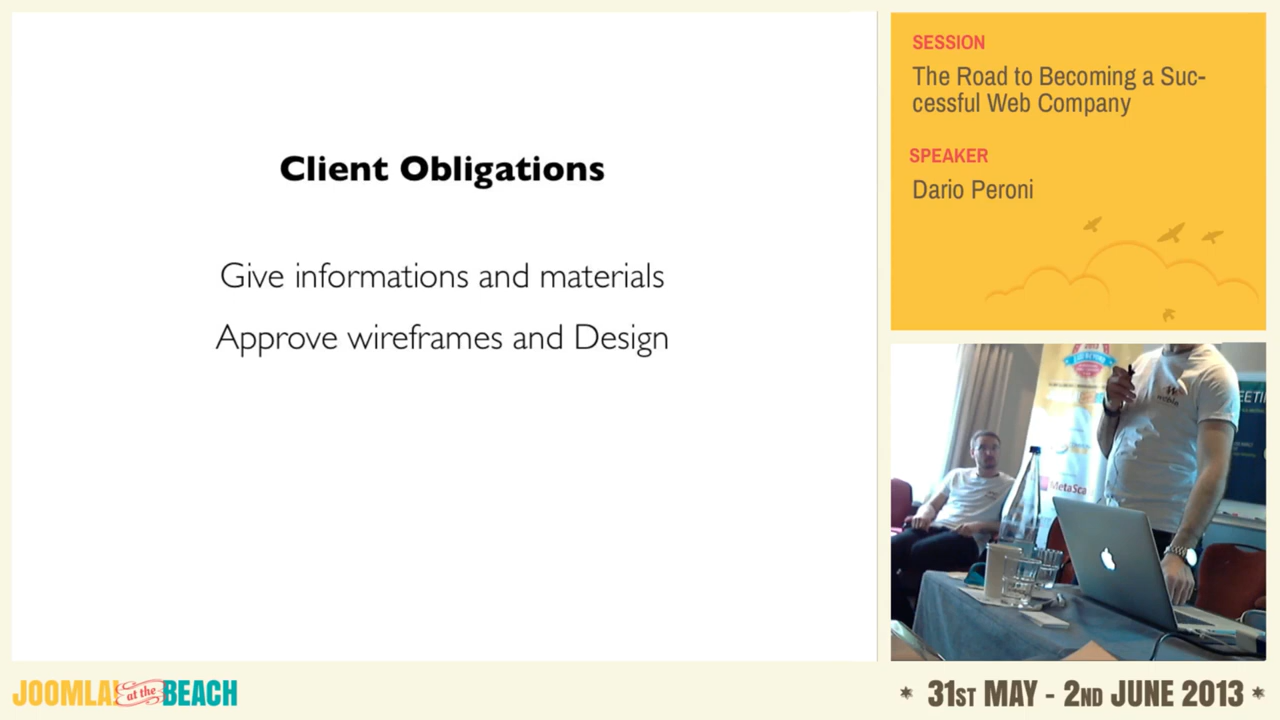 Client Obligations
Give informations and materials
Approve wireframes and Design
SESSION
The Road to Becoming a Suc-
cessful Web Company
SPEAKER
Dario Peroni
MetaSca
JOOMLA! at the BEACH
* 31ST MAY - 2ND JUNE 2013 *